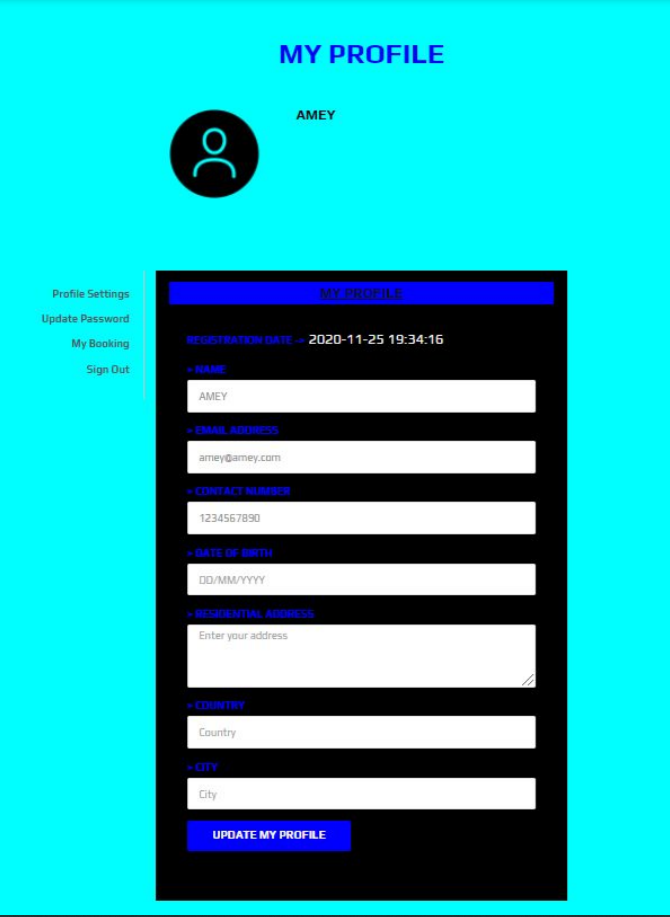 MY PROFILE
AMEY
Profile Settings
Update Password
My Booking
Sign Out
MY PROFILE
REGISTRATION DATE -> 2020-11-25 19:34:16
» NAME
AMEY
» EMAIL ADDRESS
amey@amey.com
» CONTACT NUMBER
1234567890
» DATE OF BIRTH
DD/MM/YYYY
» RESIDENTIAL ADDRESS
Enter your address
» COUNTRY
Country
» CITY
City
UPDATE MY PROFILE